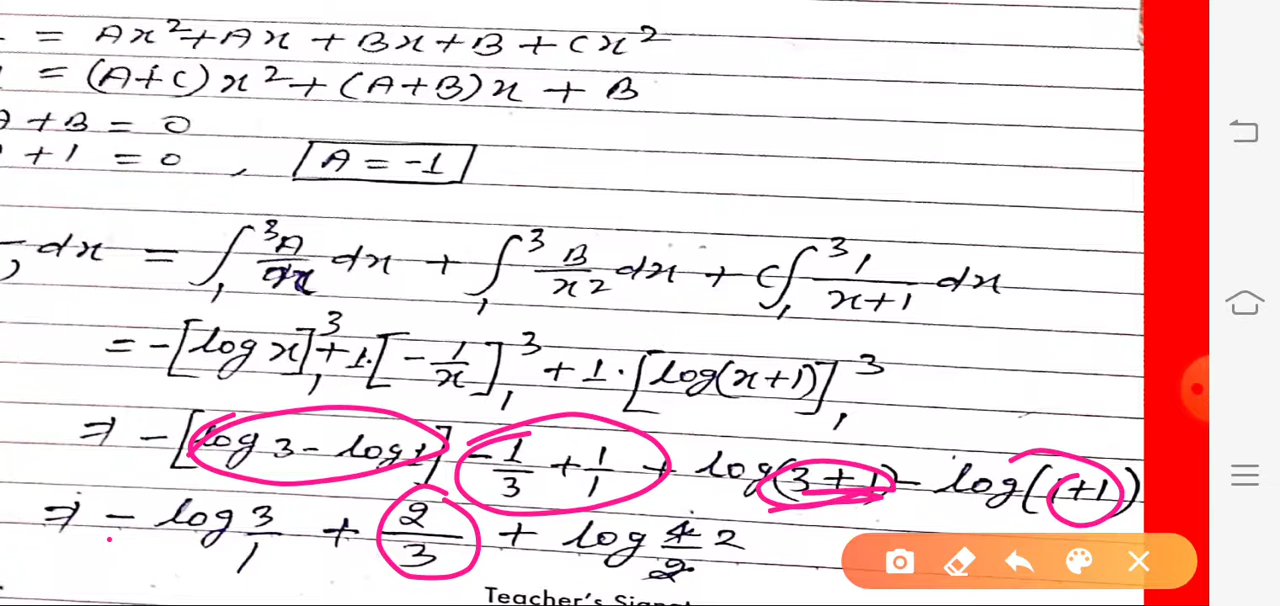 = Ax²+Ax + Bx+B + Cx²
= (A+C)x²+(A+B)x + B
A + B = 0
+1 = 0 , A = -1
dx = ∫₁³ A/x dx + ∫₁³ B/x² dx + C∫₁³ 1/(x+1) dx
= -[log x]₁³ + 1.[-1/x]₁³ + 1.[log(x+1)]₁³
⇒ -[log 3 - log 1] -1/3 + 1/1 + log(3+1) - log(1+1)
⇒ - log 3/1 + 2/3 + log 4/2 2
Teacher's